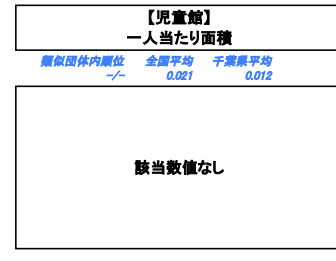 【児童館】
一人当たり面積
類似団体内順位 全国平均 千葉県平均
-/- 0.021 0.012
該当数値なし